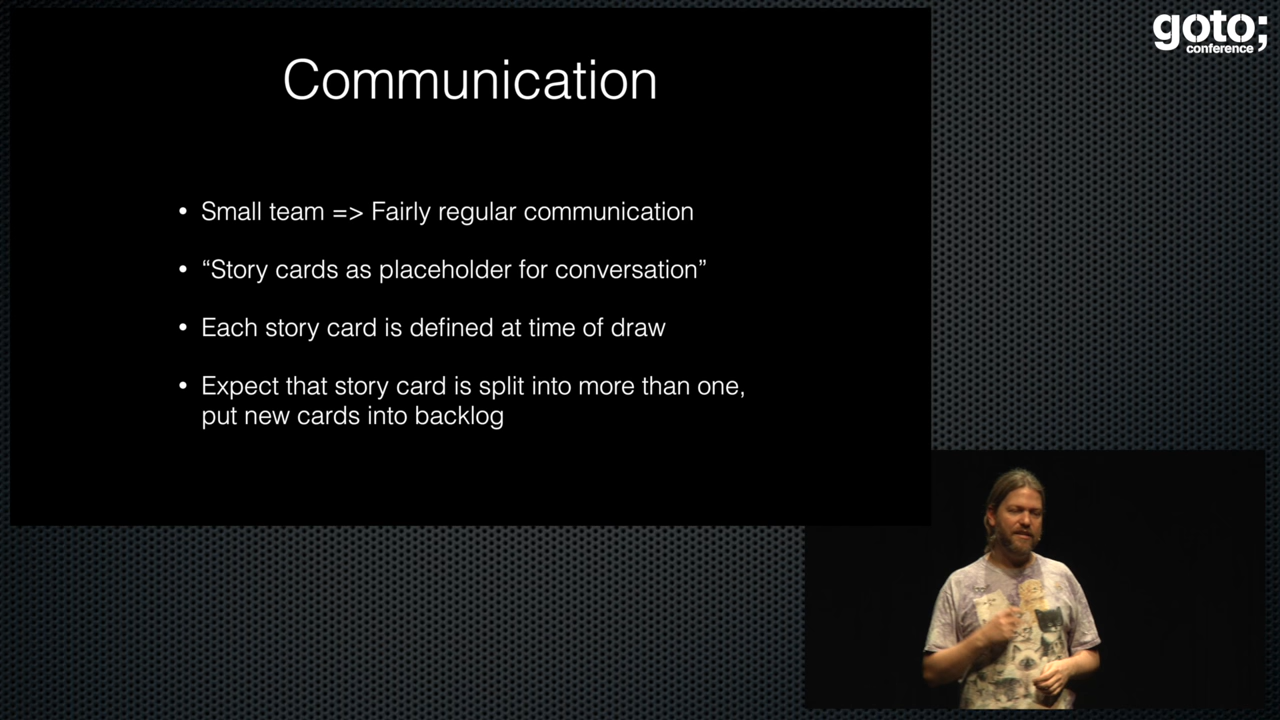 goto;
conference
Communication
• Small team => Fairly regular communication
• “Story cards as placeholder for conversation”
• Each story card is defined at time of draw
• Expect that story card is split into more than one,
put new cards into backlog